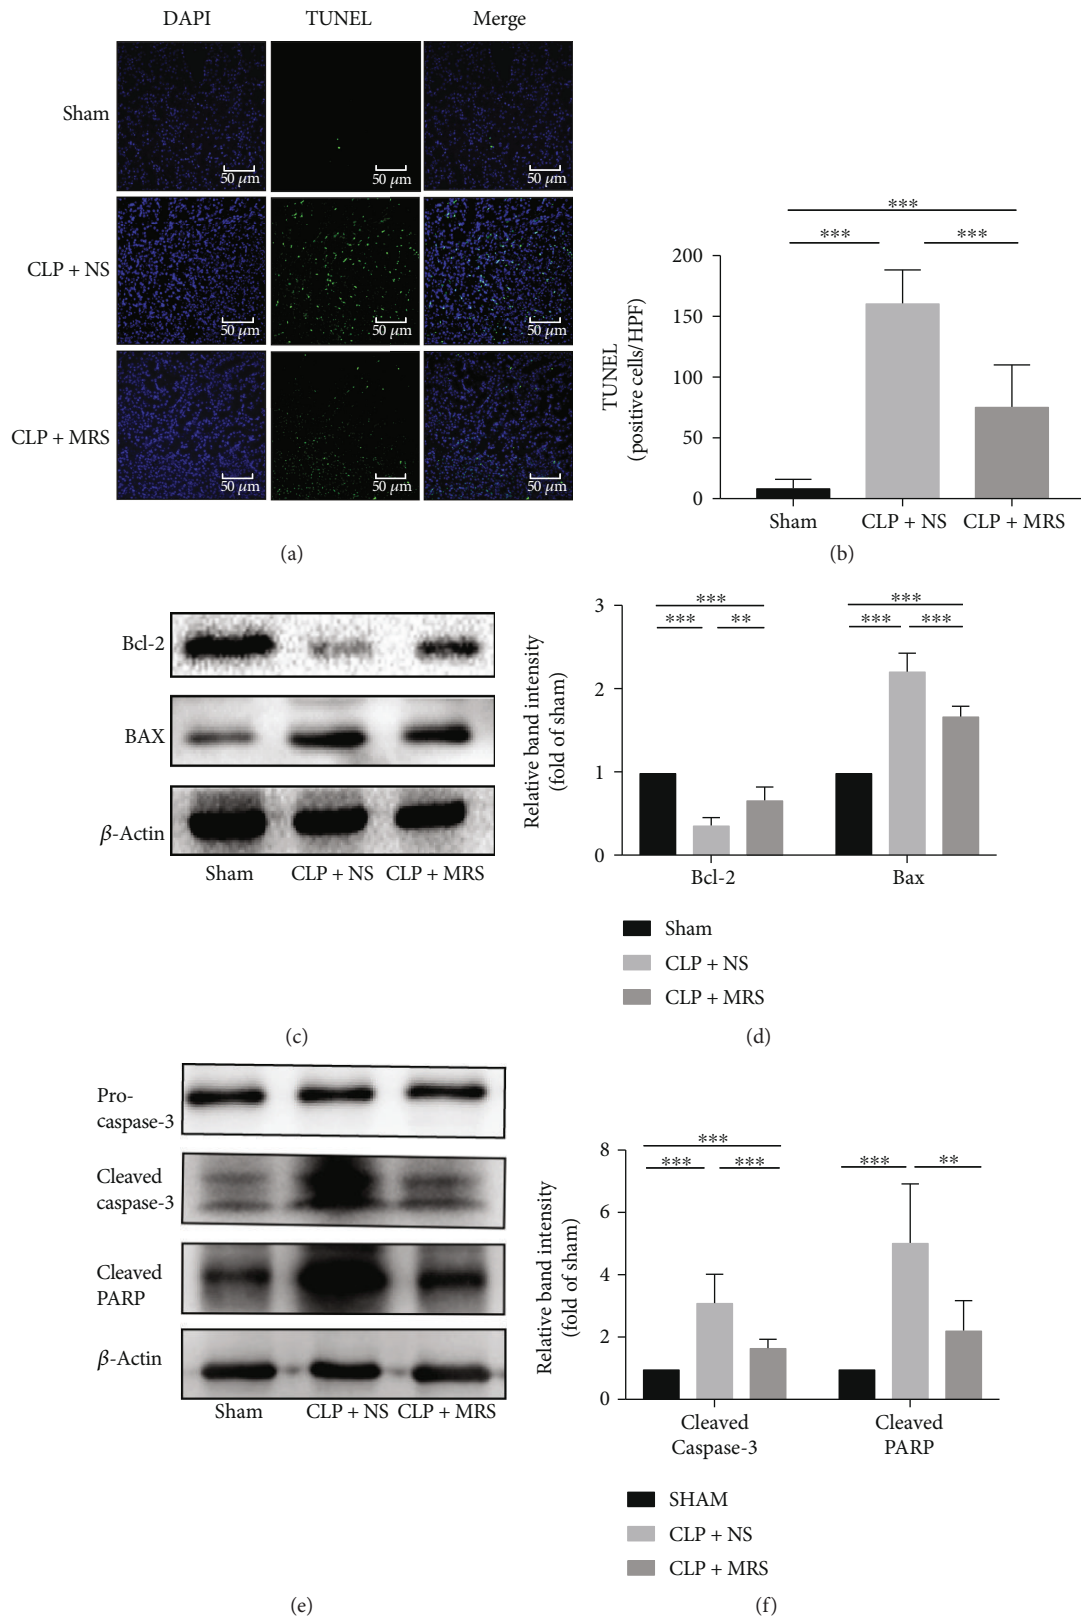 DAPI TUNEL Merge
Sham
50 μm 50 μm 50 μm
CLP + NS
50 μm 50 μm 50 μm
CLP + MRS
50 μm 50 μm 50 μm
(a)
TUNEL
(positive cells/HPF)
***
*** ***
200
150
100
50
0
Sham CLP + NS CLP + MRS
(b)
Bcl-2
BAX
β-Actin
Sham CLP + NS CLP + MRS
(c)
Relative band intensity
(fold of sham)
3
2
1
0
***
*** **
***
*** ***
Bcl-2 Bax
Sham
CLP + NS
CLP + MRS
(d)
Pro-
caspase-3
Cleaved
caspase-3
Cleaved
PARP
β-Actin
Sham CLP + NS CLP + MRS
(e)
Relative band intensity
(fold of sham)
8
6
4
2
0
***
*** ***
*** **
Cleaved
Caspase-3
Cleaved
PARP
SHAM
CLP + NS
CLP + MRS
(f)